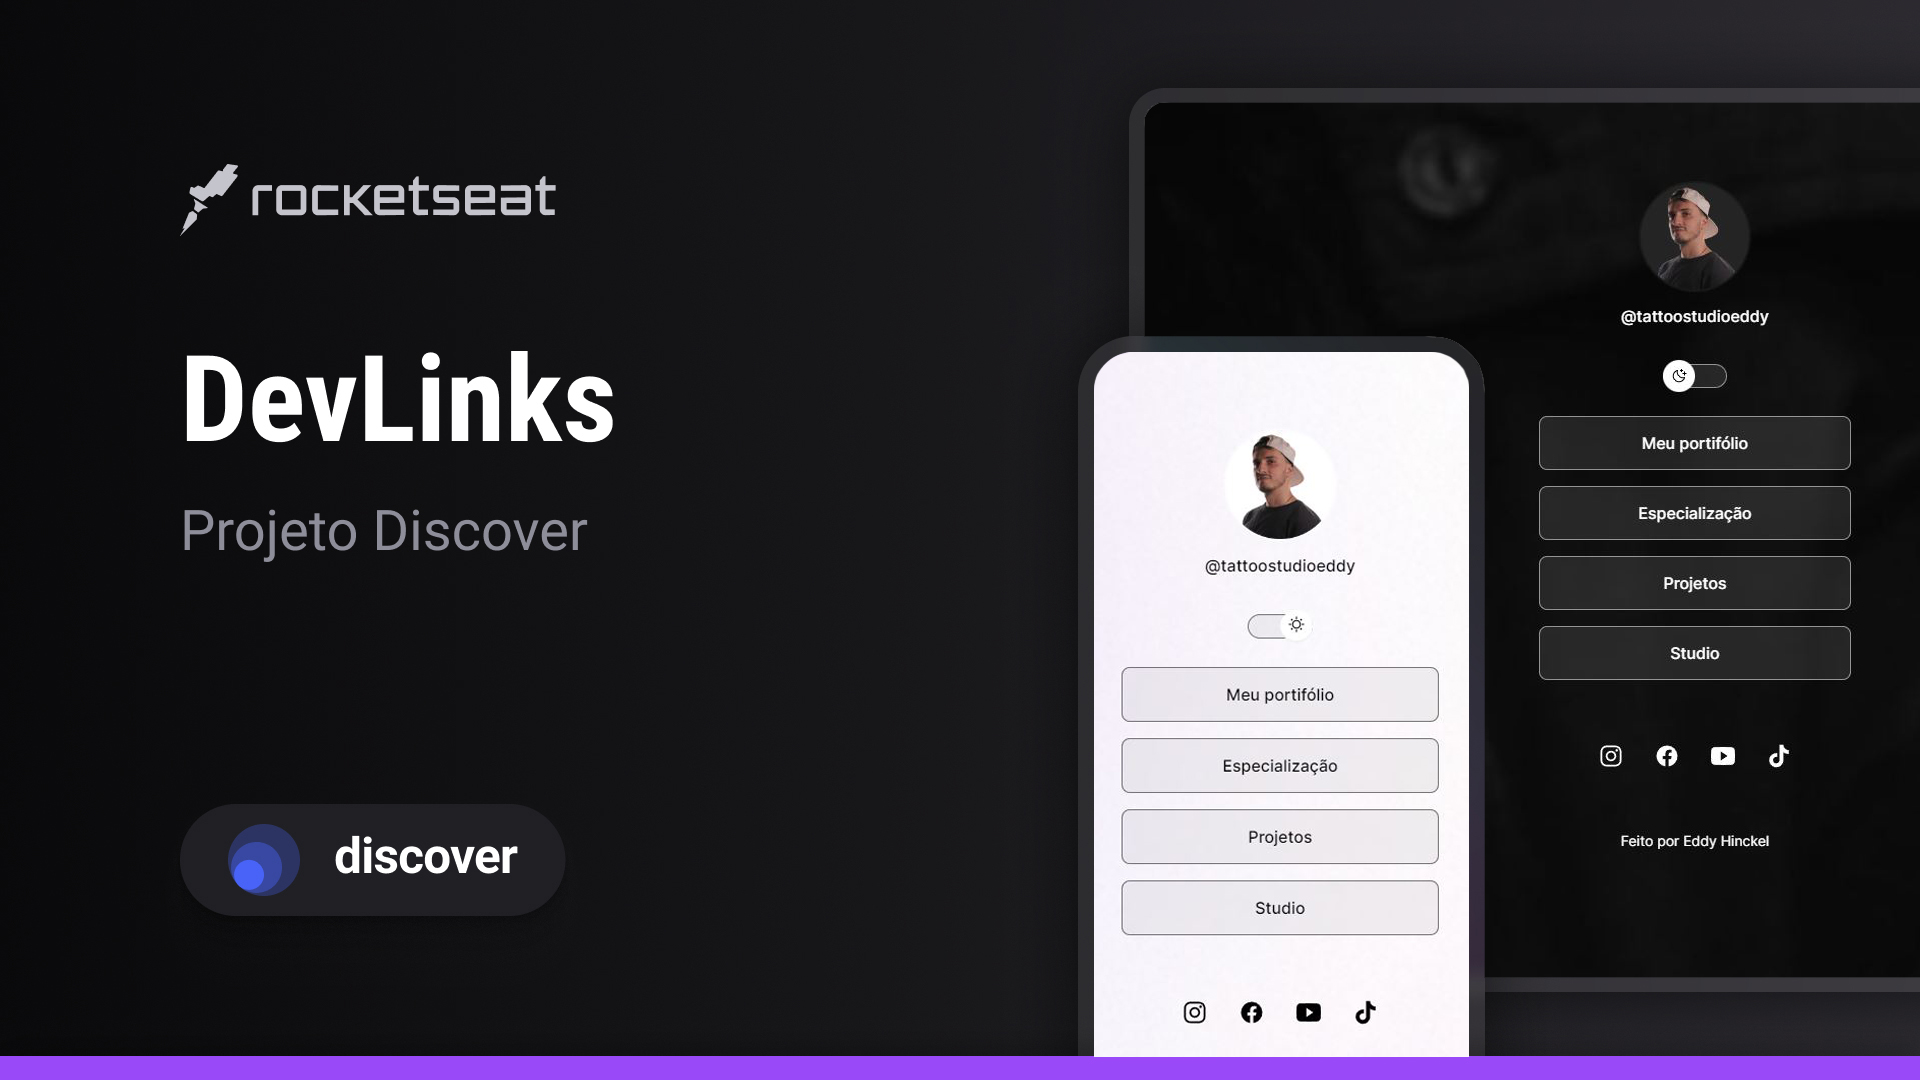 rocketseat
DevLinks
Projeto Discover
discover
@tattoostudioeddy
Meu portifólio
Especialização
Projetos
Studio
@tattoostudioeddy
Meu portifólio
Especialização
Projetos
Studio
Feito por Eddy Hinckel